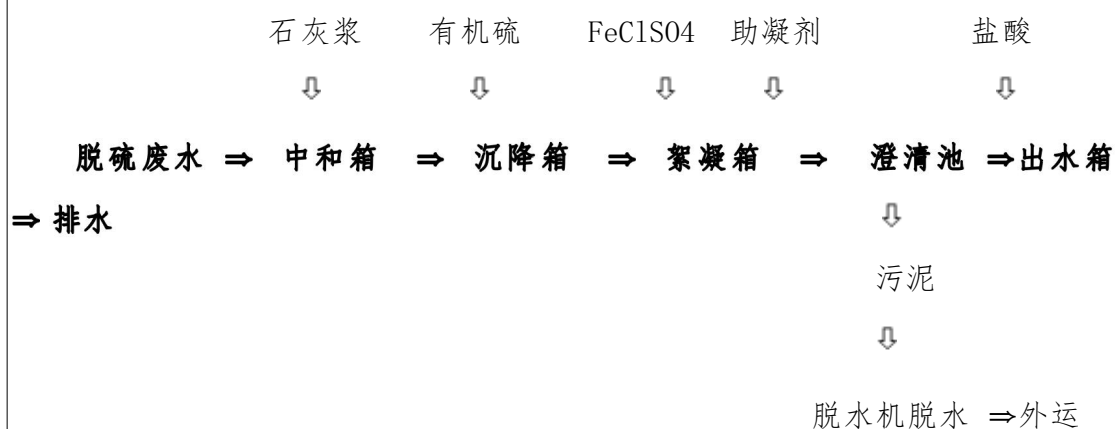 石灰浆 有机硫 FeClSO4 助凝剂 盐酸
⇩ ⇩ ⇩ ⇩ ⇩
脱硫废水 ⇒ 中和箱 ⇒ 沉降箱 ⇒ 絮凝箱 ⇒ 澄清池 ⇒出水箱
⇒ 排水 ⇩
污泥
⇩
脱水机脱水 ⇒外运